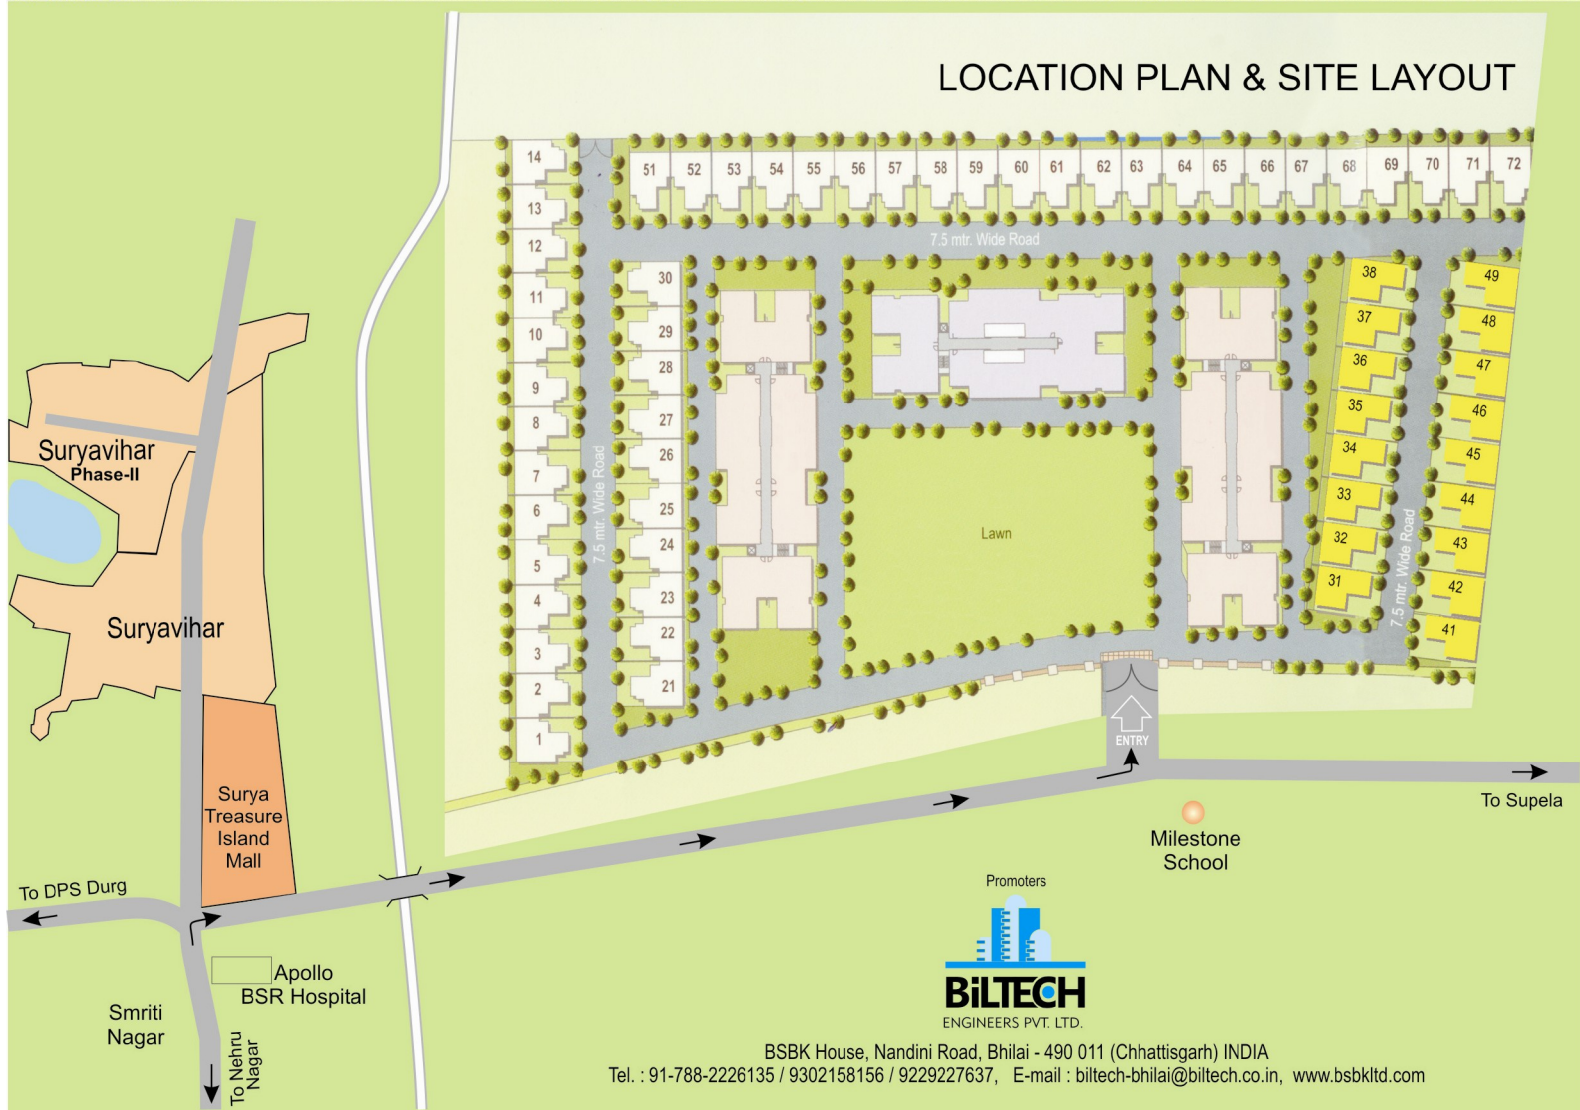 LOCATION PLAN & SITE LAYOUT
14
13
12
11
10
9
8
7
6
5
4
3
2
1
51 52 53 54 55 56 57 58 59 60 61 62 63 64 65 66 67 68 69 70 71 72
7.5 mtr. Wide Road
30
29
28
27
26
25
24
23
22
21
7.5 mtr. Wide Road
Lawn
38
37
36
35
34
33
32
31
49
48
47
46
45
44
43
42
41
7.5 mtr. Wide Road
ENTRY
Suryavihar
Phase-II
Suryavihar
Surya
Treasure
Island
Mall
To DPS Durg
Apollo
BSR Hospital
Smriti
Nagar
To Nehru
Nagar
To Supela
Milestone
School
Promoters
BiLTECH
ENGINEERS PVT. LTD.
BSBK House, Nandini Road, Bhilai - 490 011 (Chhattisgarh) INDIA
Tel. : 91-788-2226135 / 9302158156 / 9229227637, E-mail : biltech-bhilai@biltech.co.in, www.bsbkltd.com